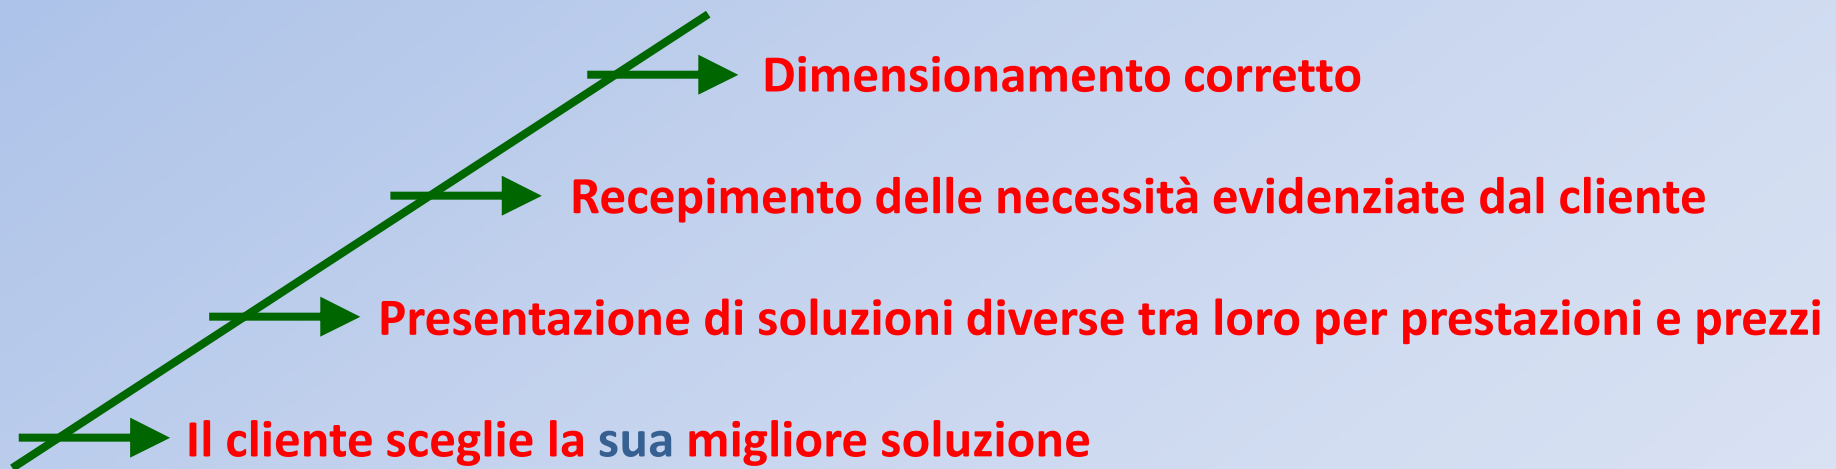 Dimensionamento corretto
Recepimento delle necessità evidenziate dal cliente
Presentazione di soluzioni diverse tra loro per prestazioni e prezzi
Il cliente sceglie la sua migliore soluzione